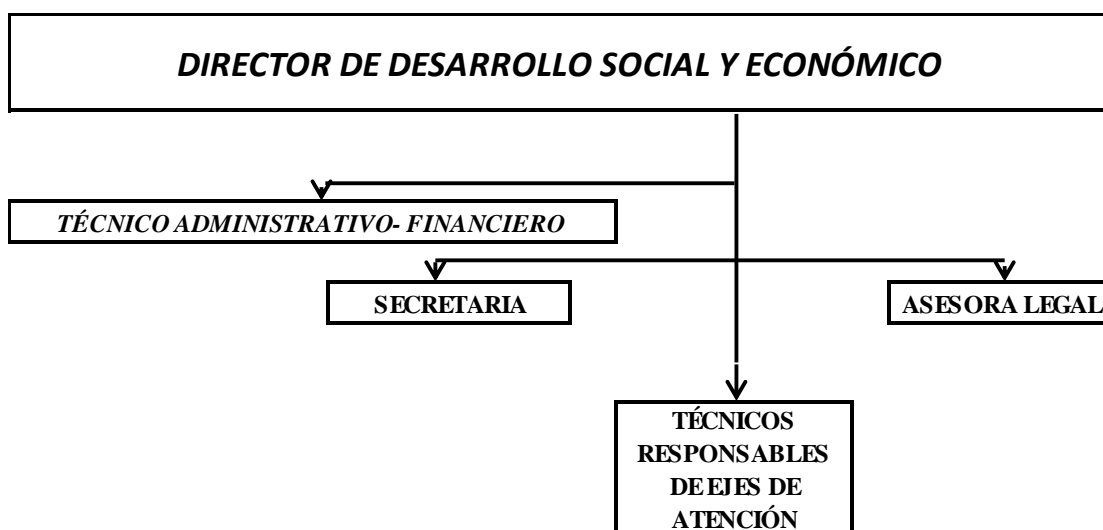 DIRECTOR DE DESARROLLO SOCIAL Y ECONÓMICO
TÉCNICO ADMINISTRATIVO- FINANCIERO
SECRETARIA
ASESORA LEGAL
TÉCNICOS
RESPONSABLES
DE EJES DE
ATENCIÓN